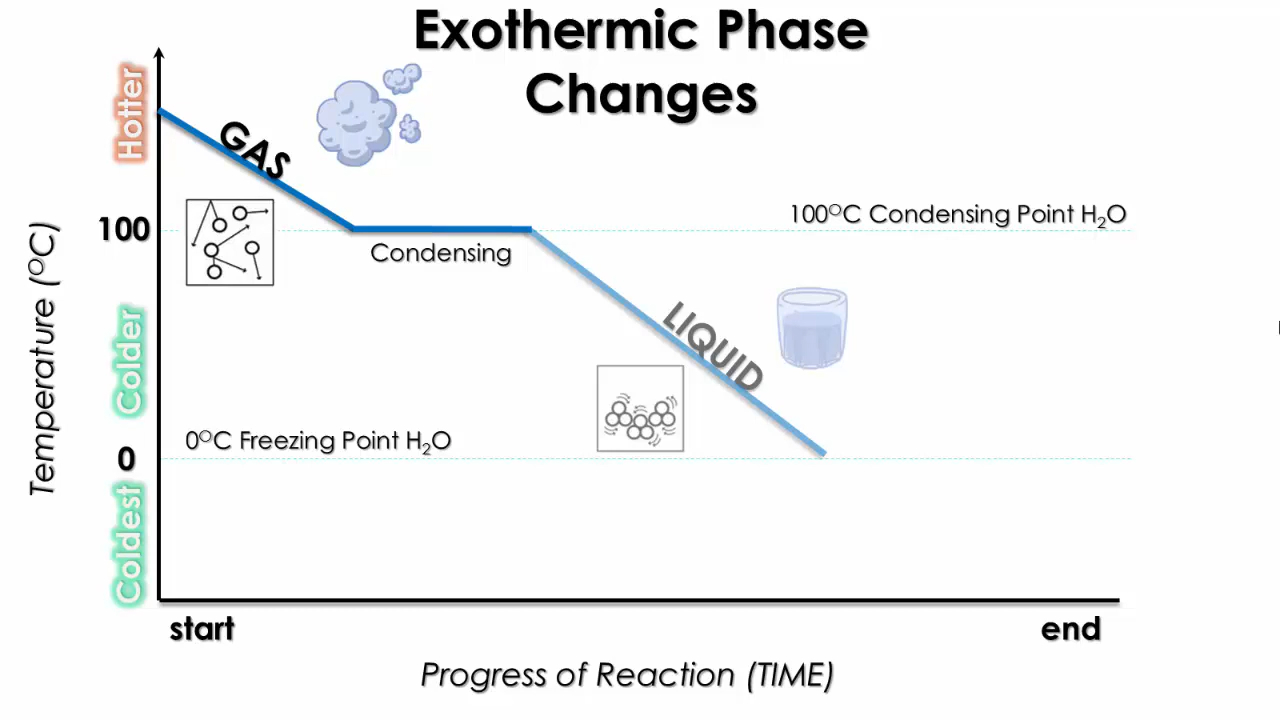 Exothermic Phase
Changes
Hotter
GAS
100
100°C Condensing Point H₂O
Condensing
Temperature (°C)
Colder
LIQUID
0°C Freezing Point H₂O
0
Coldest
start
end
Progress of Reaction (TIME)